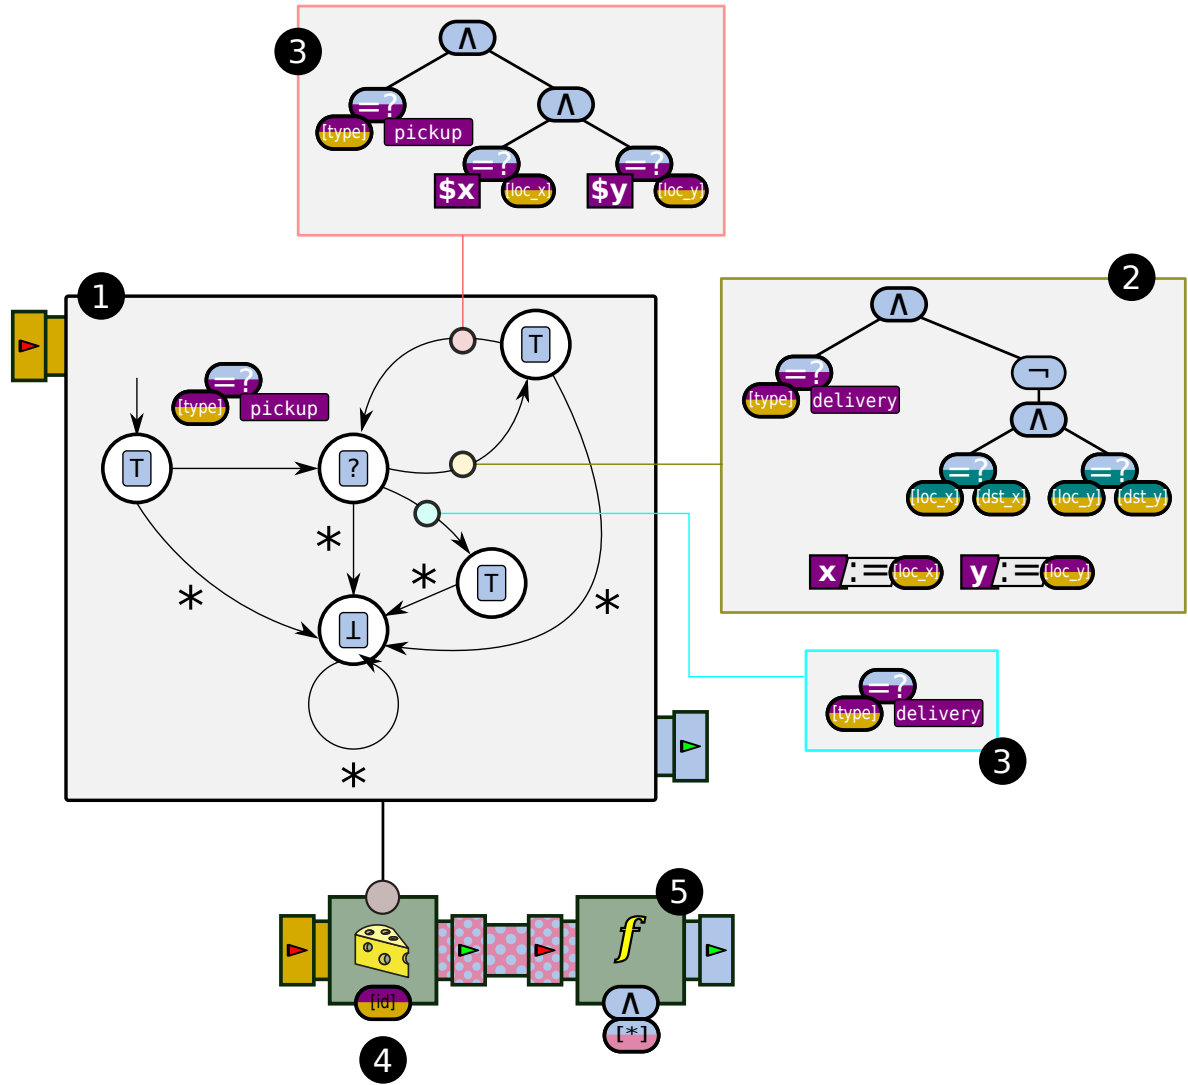 3
∧
=?
∧
[type] pickup
=? =?
$x [loc_x] $y [loc_y]
2
∧
=? ¬
[type] delivery
∧
=? =?
[loc_x] [dst_x] [loc_y] [dst_y]
x := [loc_x] y := [loc_y]
1
T
=?
[type] pickup
T ?
*
*
T
*
*
⊥
*
=?
[type] delivery
3
5
f
[id]
∧
[*]
4